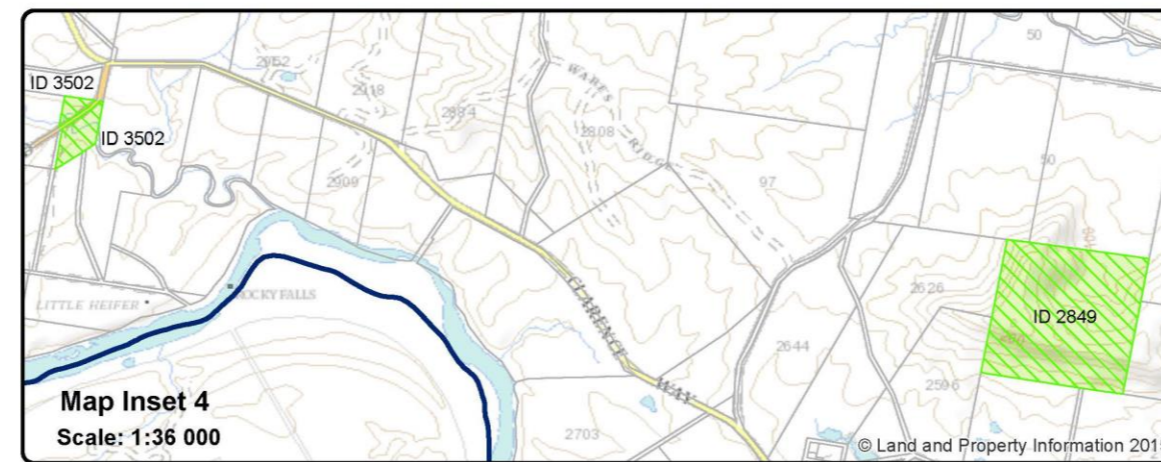 50
2952
ID 3502
WARES RIDGE
2918
2884
2808
ID 3502
50
97
2909
2626
ROCKY FALLS
LITTLE HEIFER
ID 2849
CLARENCE WAY
2644
2596
Map Inset 4
Scale: 1:36 000
2703
© Land and Property Information 201